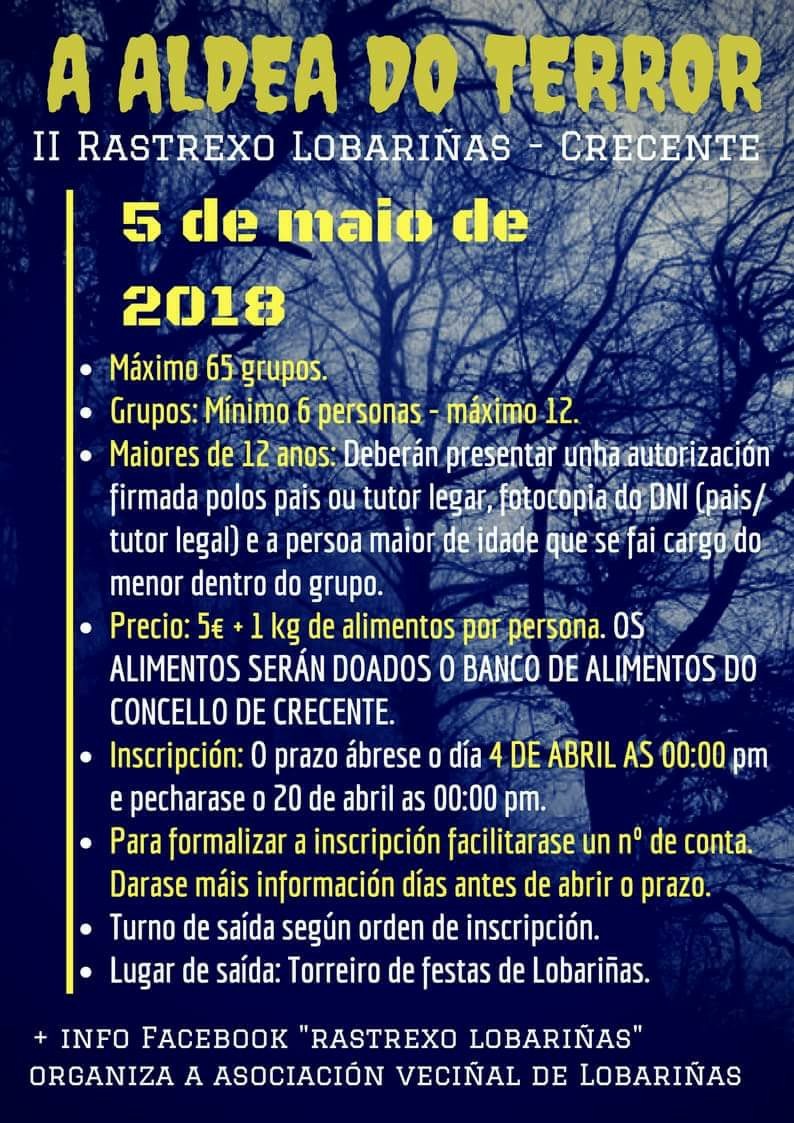 A ALDEA DO TERROR
II Rastrexo Lobariñas - Crecente
5 de maio de
2018
• Máximo 65 grupos.
• Grupos: Mínimo 6 personas - máximo 12.
• Maiores de 12 anos: Deberán presentar unha autorización
firmada polos pais ou tutor legar, fotocopia do DNI (pais/
tutor legal) e a persoa maior de idade que se fai cargo do
menor dentro do grupo.
• Precio: 5€ + 1 kg de alimentos por persona. OS
ALIMENTOS SERÁN DOADOS O BANCO DE ALIMENTOS DO
CONCELLO DE CRECENTE.
• Inscripción: O prazo ábrese o día 4 DE ABRIL AS 00:00 pm
e pecharase o 20 de abril as 00:00 pm.
• Para formalizar a inscripción facilitarase un nº de conta.
Darase máis información días antes de abrir o prazo.
• Turno de saída según orden de inscripción.
• Lugar de saída: Torreiro de festas de Lobariñas.
+ info Facebook "rastrexo lobariñas"
organiza a asociación veciñal de Lobariñas